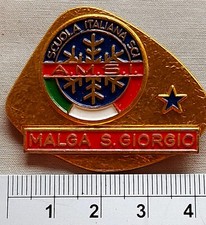 SCUOLA ITALIANA SCI
A.M.S.I.
MALGA S. GIORGIO
1 2 3 4